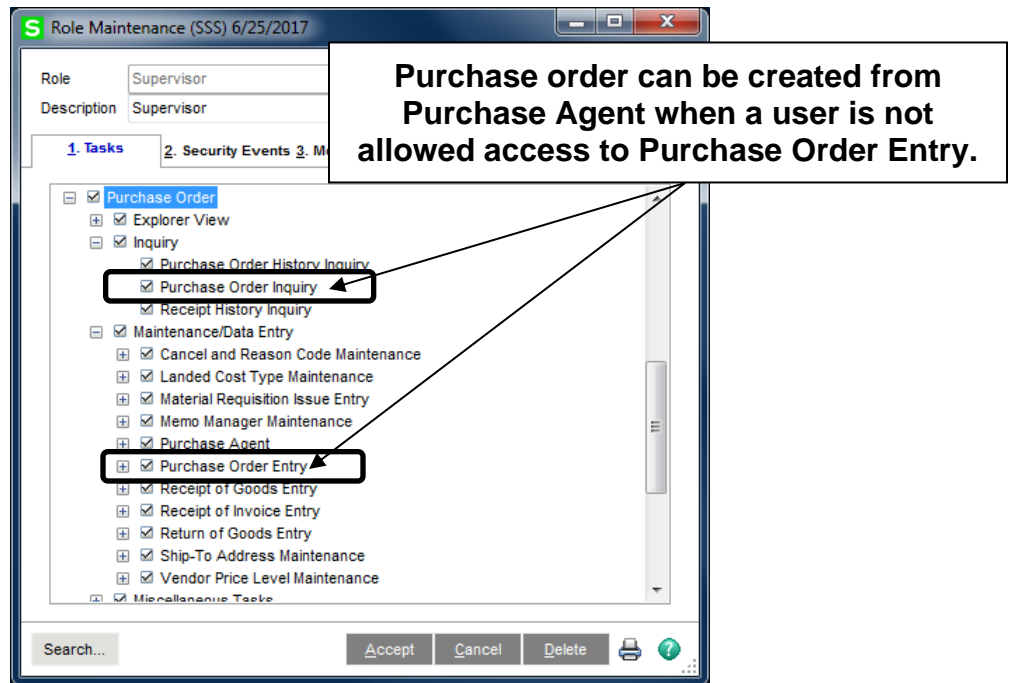 S Role Maintenance (SSS) 6/25/2017
Purchase order can be created from
Purchase Agent when a user is not
allowed access to Purchase Order Entry.
Role Supervisor
Description Supervisor
1. Tasks 2. Security Events 3.
Purchase Order
Explorer View
Inquiry
Purchase Order History Inquiry
Purchase Order Inquiry
Receipt History Inquiry
Maintenance/Data Entry
Cancel and Reason Code Maintenance
Landed Cost Type Maintenance
Material Requisition Issue Entry
Memo Manager Maintenance
Purchase Agent
Purchase Order Entry
Receipt of Goods Entry
Receipt of Invoice Entry
Return of Goods Entry
Ship-To Address Maintenance
Vendor Price Level Maintenance
Miscellaneous Tasks
Search... Accept Cancel Delete